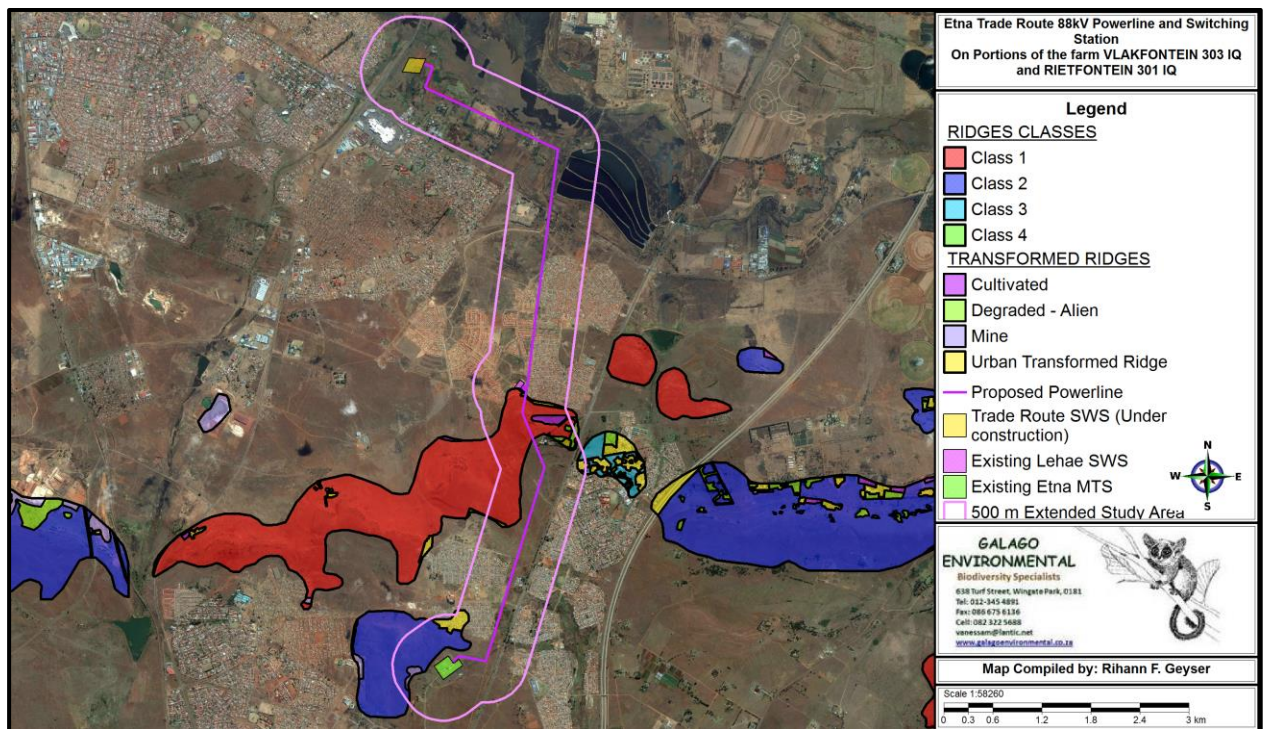 Etna Trade Route 88kV Powerline and Switching
Station
On Portions of the farm VLAKFONTEIN 303 IQ
and RIETFONTEIN 301 IQ
Legend
RIDGES CLASSES
Class 1
Class 2
Class 3
Class 4
TRANSFORMED RIDGES
Cultivated
Degraded - Alien
Mine
Urban Transformed Ridge
Proposed Powerline
Trade Route SWS (Under
construction)
Existing Lehae SWS
Existing Etna MTS
500 m Extended Study Area
N
W E
S
GALAGO
ENVIRONMENTAL
Biodiversity Specialists
638 Turf Street, Wingate Park, 0181
Tel: 012-345 4891
Fax: 086 675 6136
Cell: 082 322 5688
vanessam@lantic.net
www.galagoenvironmental.co.za
Map Compiled by: Rihann F. Geyser
Scale 1:58260
0 0.3 0.6 1.2 1.8 2.4 3 km